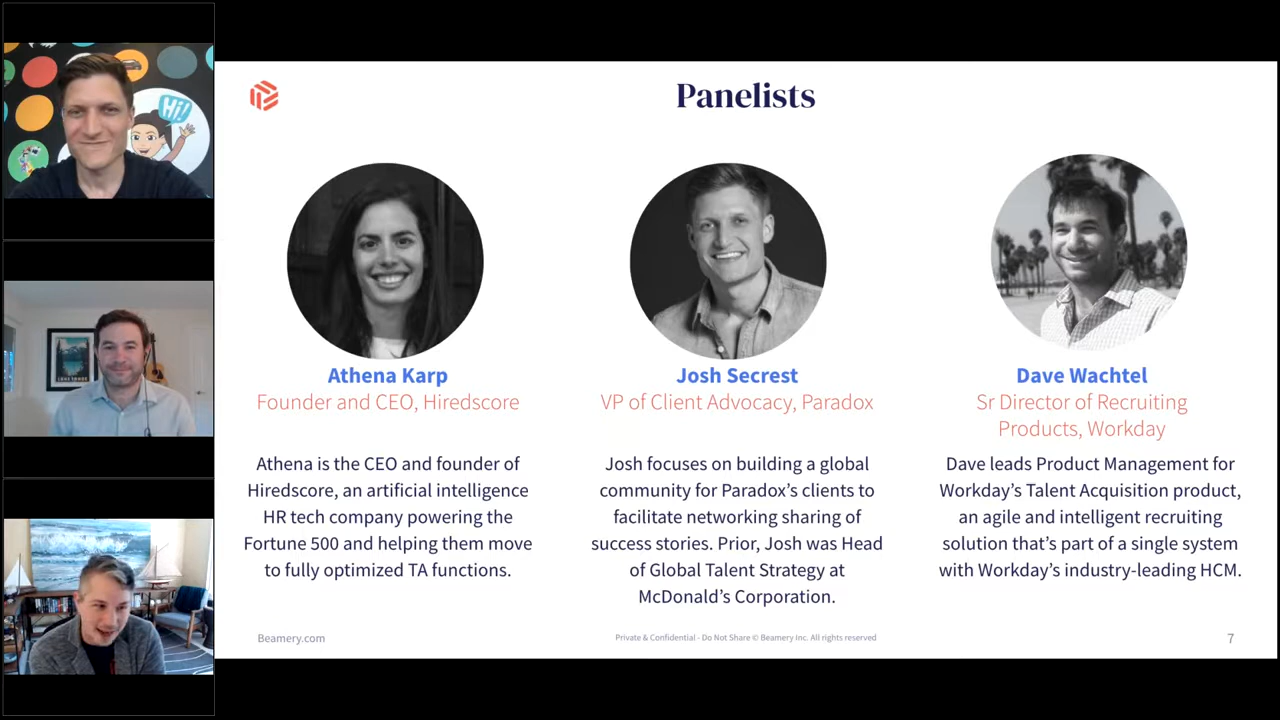 Hi!
LAKE TAHOE
Panelists
Athena Karp
Founder and CEO, Hiredscore
Athena is the CEO and founder of
Hiredscore, an artificial intelligence
HR tech company powering the
Fortune 500 and helping them move
to fully optimized TA functions.
Josh Secrest
VP of Client Advocacy, Paradox
Josh focuses on building a global
community for Paradox’s clients to
facilitate networking sharing of
success stories. Prior, Josh was Head
of Global Talent Strategy at
McDonald’s Corporation.
Dave Wachtel
Sr Director of Recruiting
Products, Workday
Dave leads Product Management for
Workday’s Talent Acquisition product,
an agile and intelligent recruiting
solution that’s part of a single system
with Workday’s industry-leading HCM.
Beamery.com
Private & Confidential - Do Not Share © Beamery Inc. All rights reserved
7